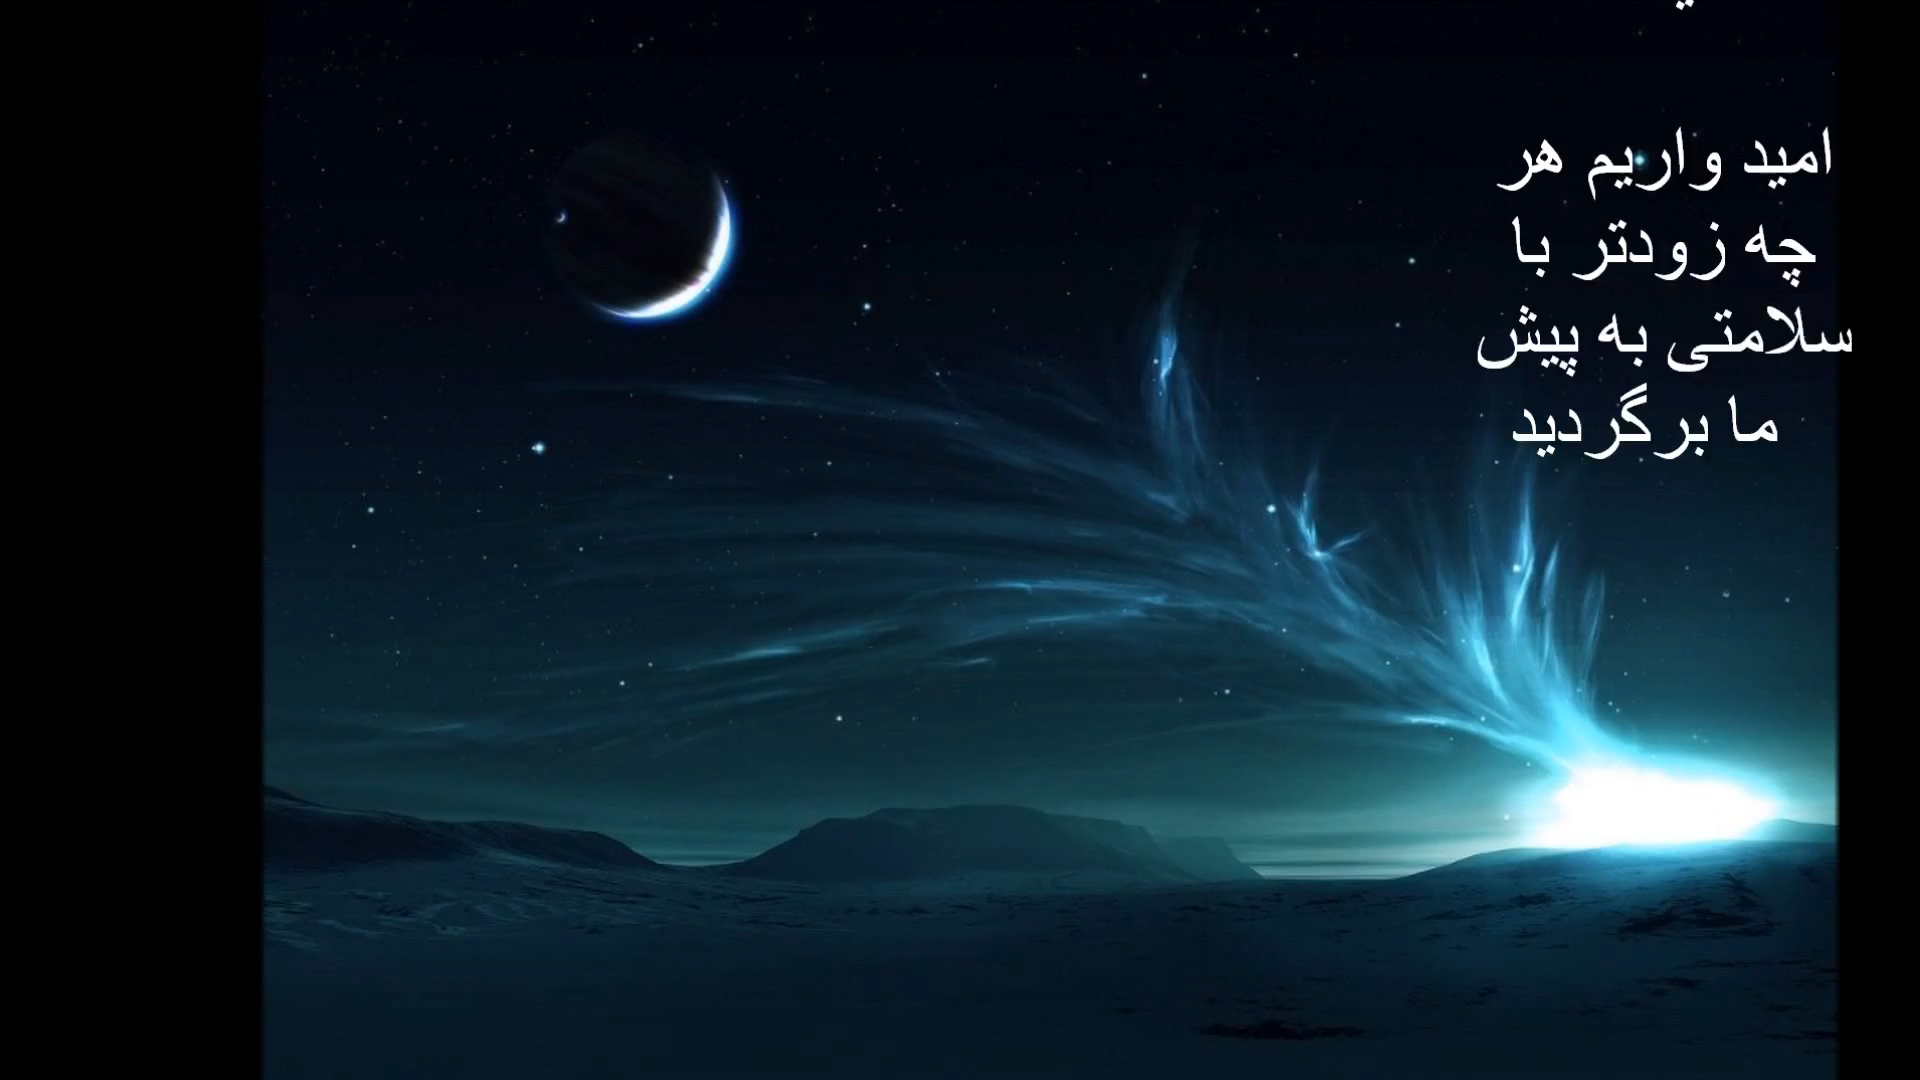 امید واریم هر
چه زودتر با
سلامتی به پیش
ما برگردید